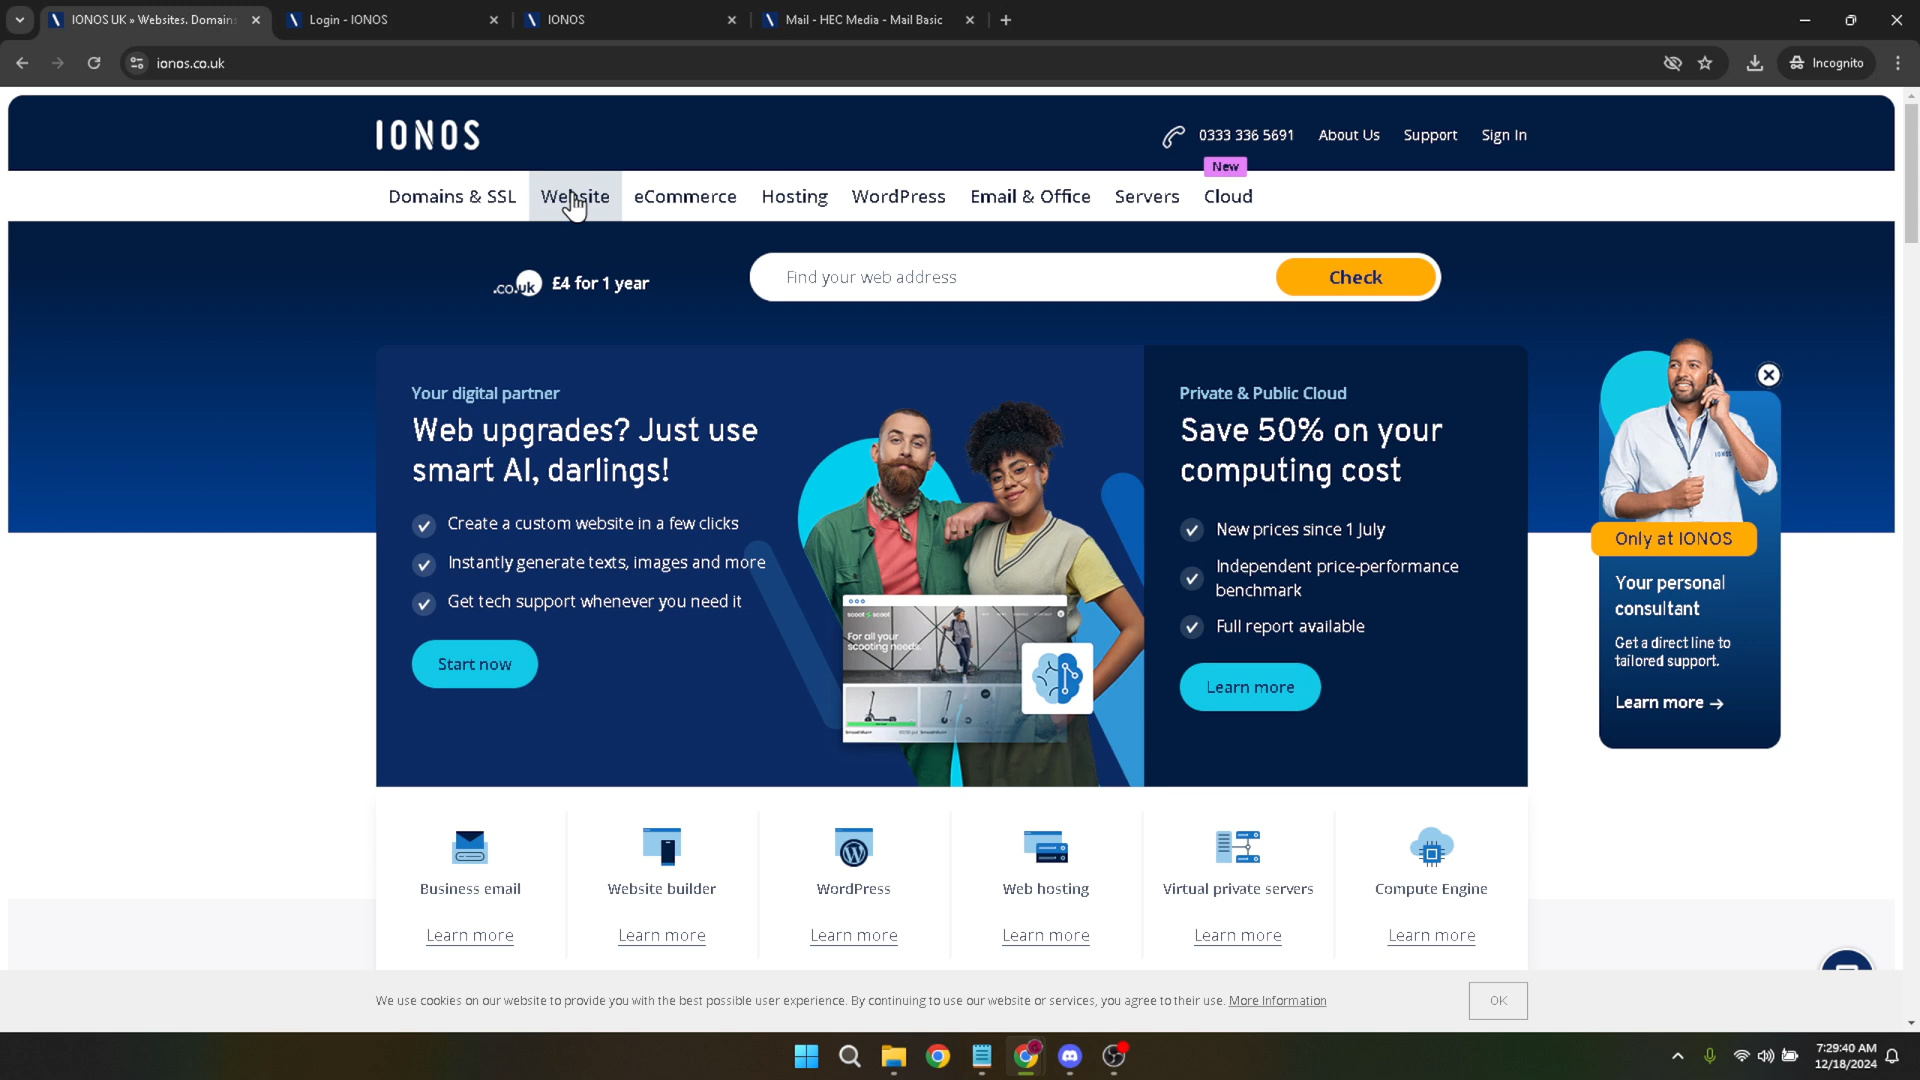 IONOS UK » Websites. Domains
Login - IONOS
IONOS
Mail - HEC Media - Mail Basic
ionos.co.uk
Incognito
IONOS
0333 336 5691
About Us
Support
Sign In
New
Domains & SSL
Website
eCommerce
Hosting
WordPress
Email & Office
Servers
Cloud
.co.uk
£4 for 1 year
Find your web address
Check
Your digital partner
Web upgrades? Just use
smart AI, darlings!
Create a custom website in a few clicks
Instantly generate texts, images and more
Get tech support whenever you need it
Start now
scoot scoot
For all your
scooting needs.
Private & Public Cloud
Save 50% on your
computing cost
New prices since 1 July
Independent price-performance
benchmark
Full report available
Learn more
IONOS
Only at IONOS
Your personal
consultant
Get a direct line to
tailored support.
Learn more →
Business email
Website builder
WordPress
Web hosting
Virtual private servers
Compute Engine
Learn more
Learn more
Learn more
Learn more
Learn more
Learn more
We use cookies on our website to provide you with the best possible user experience. By continuing to use our website or services, you agree to their use. More Information
OK
7:29:40 AM
12/18/2024